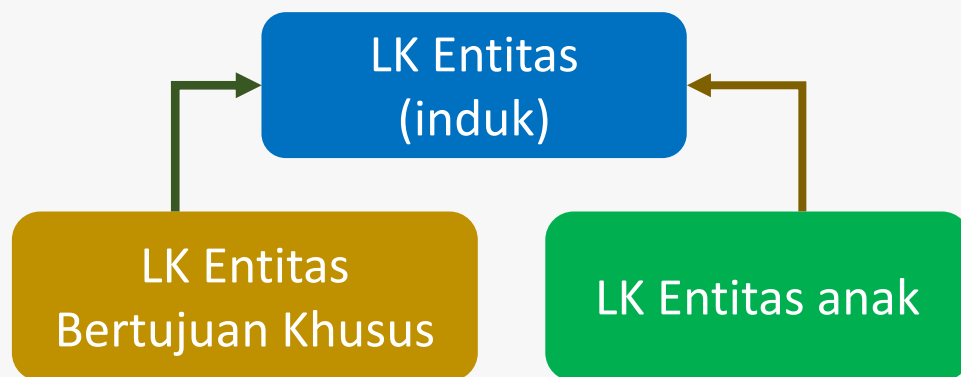 LK Entitas
(induk)
LK Entitas
Bertujuan Khusus
LK Entitas anak